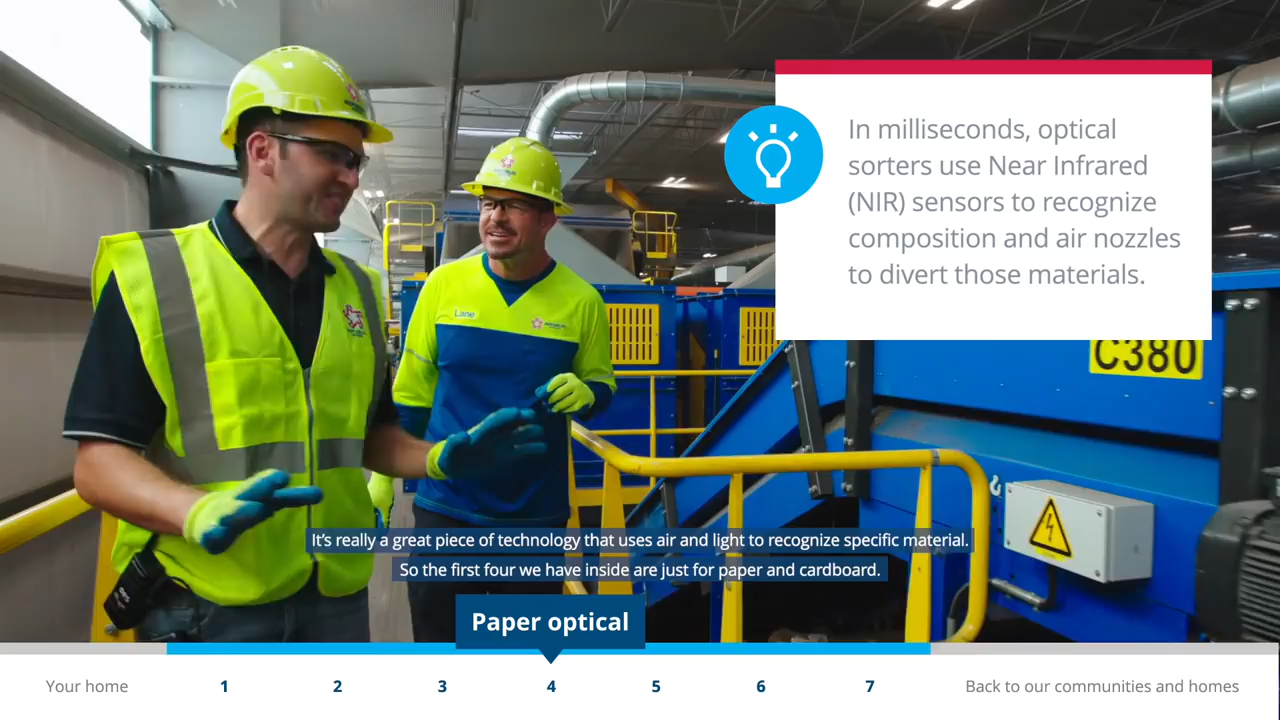 In milliseconds, optical
sorters use Near Infrared
(NIR) sensors to recognize
composition and air nozzles
to divert those materials.
Lane
C380
It's really a great piece of technology that uses air and light to recognize specific material.
So the first four we have inside are just for paper and cardboard.
Paper optical
Your home 1 2 3 4 5 6 7 Back to our communities and homes